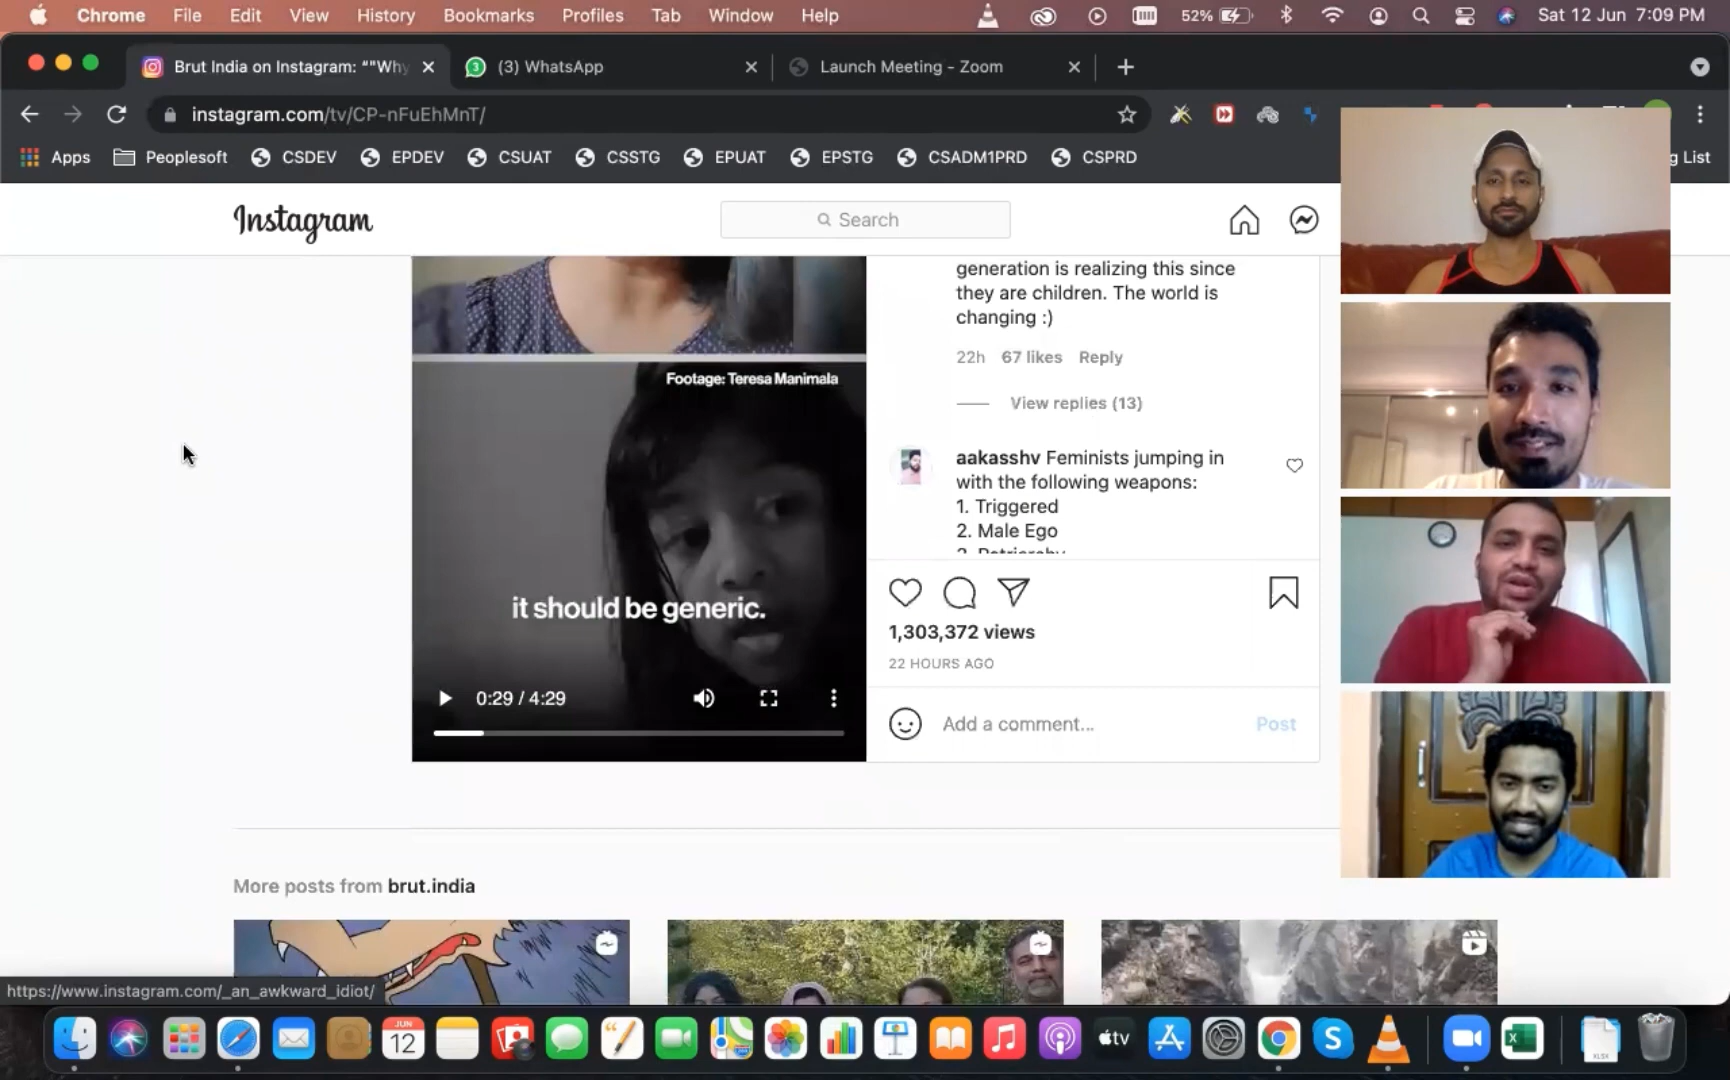 Chrome File Edit View History Bookmarks Profiles Tab Window Help 52% Sat 12 Jun 7:09 PM
Brut India on Instagram: "“Why (3) WhatsApp Launch Meeting - Zoom
instagram.com/tv/CP-nFuEhMnT/
Apps Peoplesoft CSDEV EPDEV CSUAT CSSTG EPUAT EPSTG CSADM1PRD CSPRD List
Instagram Search
generation is realizing this since
they are children. The world is
changing :)
22h 67 likes Reply
View replies (13)
Footage: Teresa Manimala
aakasshv Feminists jumping in
with the following weapons:
1. Triggered
2. Male Ego
it should be generic.
1,303,372 views
22 HOURS AGO
0:29 / 4:29
Add a comment... Post
More posts from brut.india
https://www.instagram.com/_an_awkward_idiot/
JUN
12
tv
XLSX